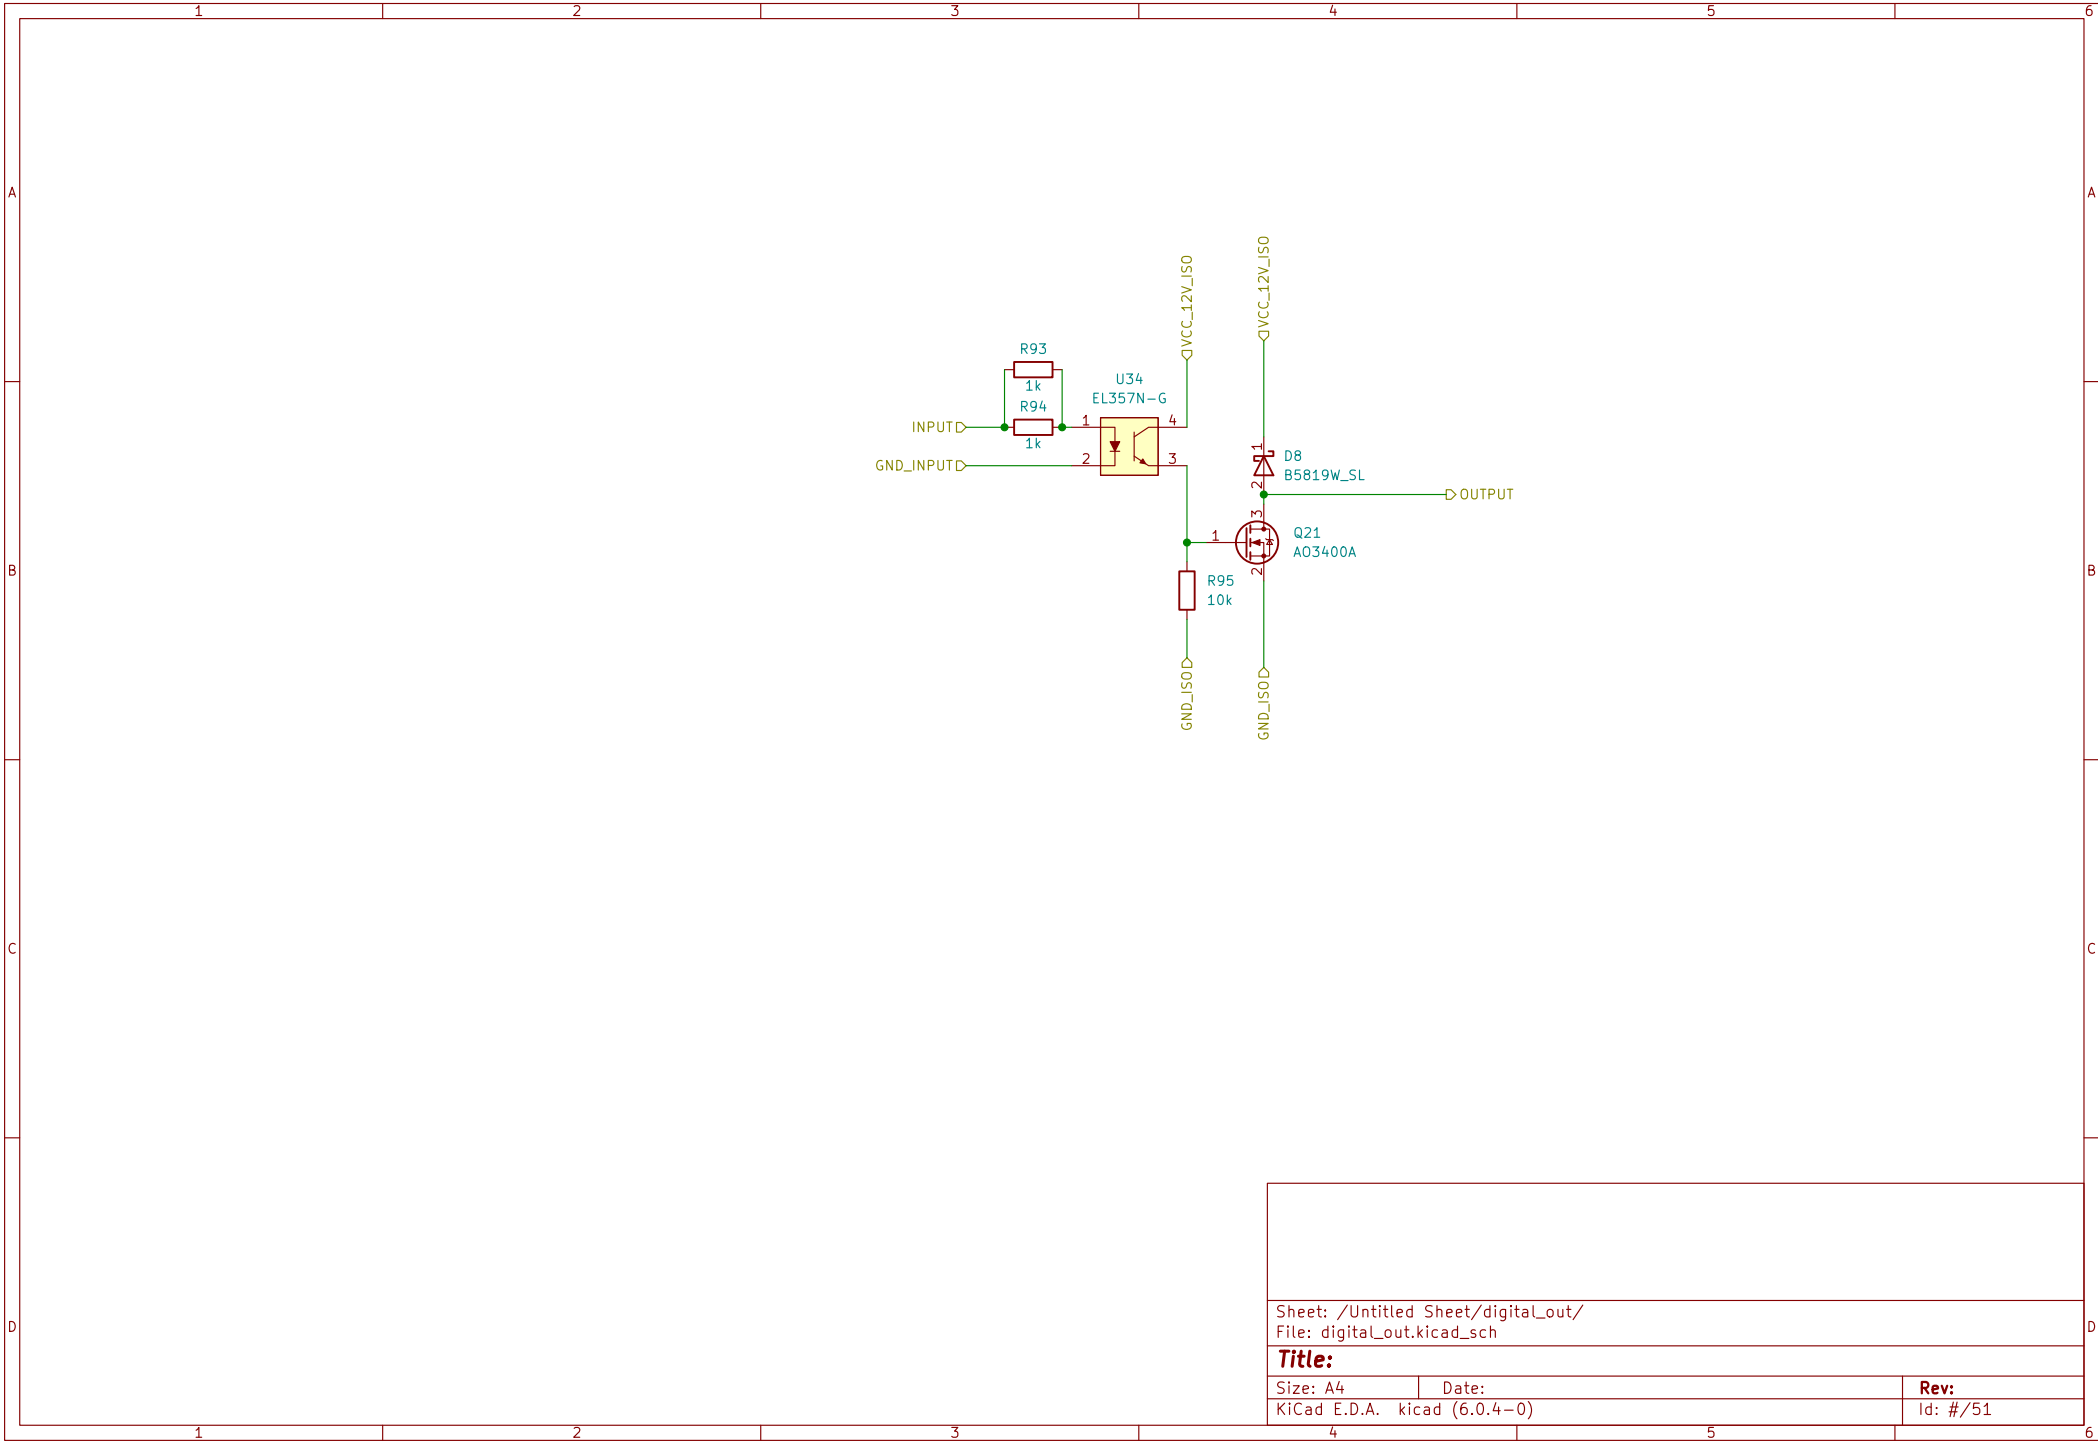 1 2 3 4 5 6
A A
VCC_12V_ISO
VCC_12V_ISO
R93
1k
U34
EL357N-G
R94
1k
INPUT
1
4
GND_INPUT
2
3
1
D8
B5819W_SL
2
OUTPUT
3
1
Q21
AO3400A
2
B B
R95
10k
GND_ISO
GND_ISO
C C
D D
Sheet: /Untitled Sheet/digital_out/
File: digital_out.kicad_sch
Title:
Size: A4 Date: Rev:
KiCad E.D.A. kicad (6.0.4-0) Id: #/51
1 2 3 4 5 6